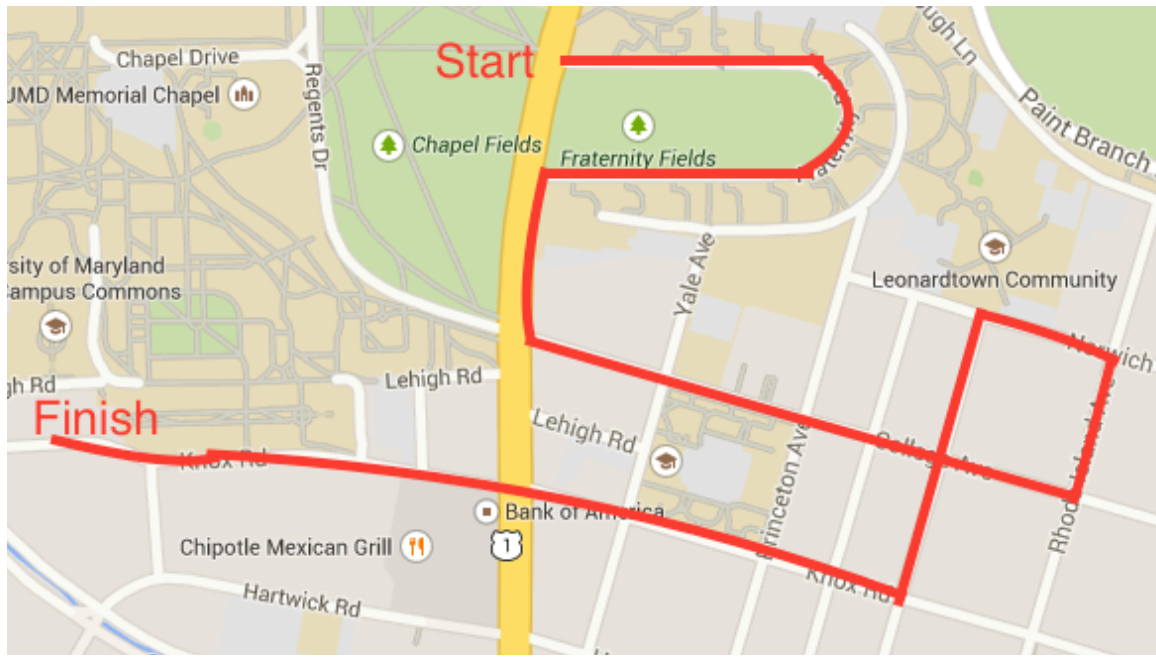 Chapel Drive
Start
UMD Memorial Chapel
Regents Dr
Chapel Fields
Fraternity Fields
Paint Branch
Yale Ave
Leonardtown Community
rsity of Maryland
Campus Commons
Norwich
gh Rd
Lehigh Rd
Finish
Lehigh Rd
College Ave
Rhode Island Ave
Princeton Ave
Knox Rd
Bank of America
1
Chipotle Mexican Grill
Knox Rd
Hartwick Rd